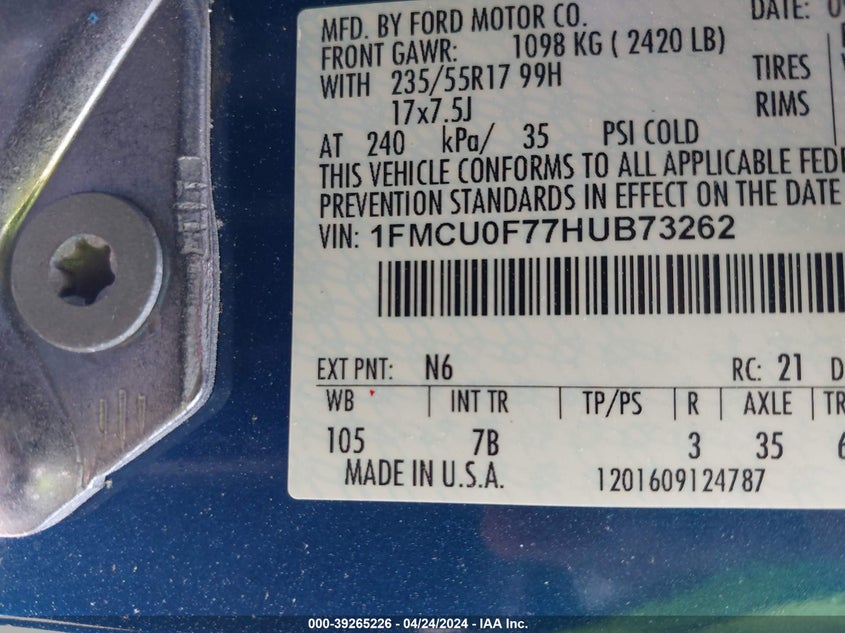 MFD. BY FORD MOTOR CO. DATE:
FRONT GAWR: 1098 KG ( 2420 LB)
WITH 235/55R17 99H TIRES
17x7.5J RIMS
AT 240 kPa/ 35 PSI COLD
THIS VEHICLE CONFORMS TO ALL APPLICABLE
PREVENTION STANDARDS IN EFFECT ON THE DATE
VIN: 1FMCU0F77HUB73262
EXT PNT: N6 RC: 21
WB INT TR TP/PS R AXLE
105 7B 3 35
MADE IN U.S.A. 1201609124787
000-39265226 - 04/24/2024 - IAA Inc.